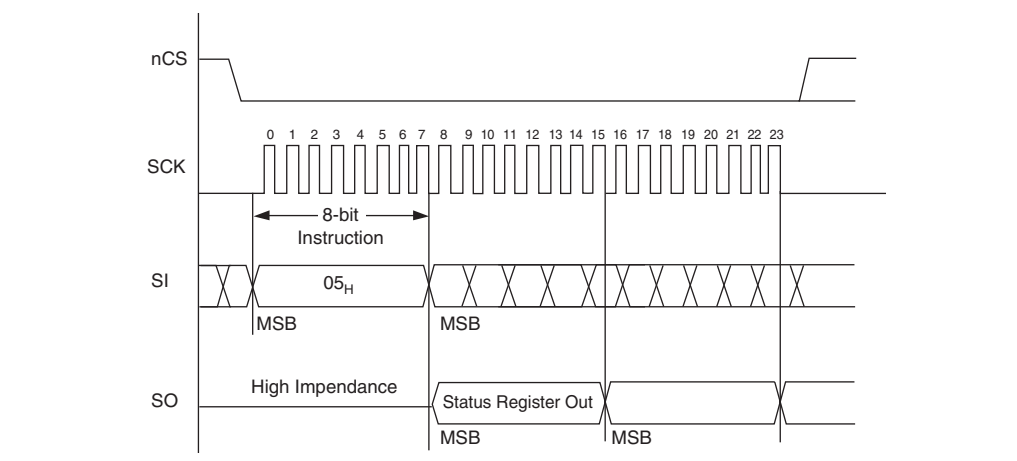 nCS
0 1 2 3 4 5 6 7 8 9 10 11 12 13 14 15 16 17 18 19 20 21 22 23
SCK
8-bit
Instruction
SI
05H
MSB MSB
High Impendance
SO
Status Register Out
MSB MSB